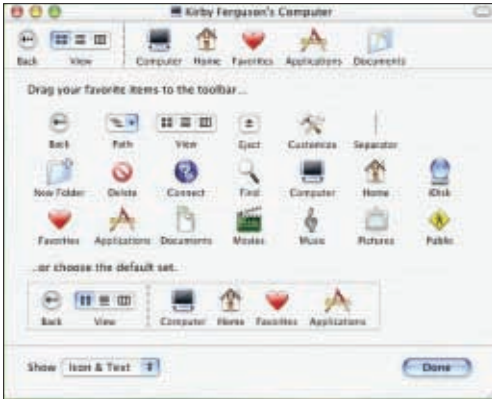 Kirby Ferguson's Computer
Back View Computer Home Favorites Applications Documents
Drag your favorite items to the toolbar...
Back Path View Eject Customize Separator
New Folder Delete Connect Find Computer Home iDisk
Favorites Applications Documents Movies Music Pictures Public
...or choose the default set.
Back View Computer Home Favorites Applications
Show Icon & Text Done